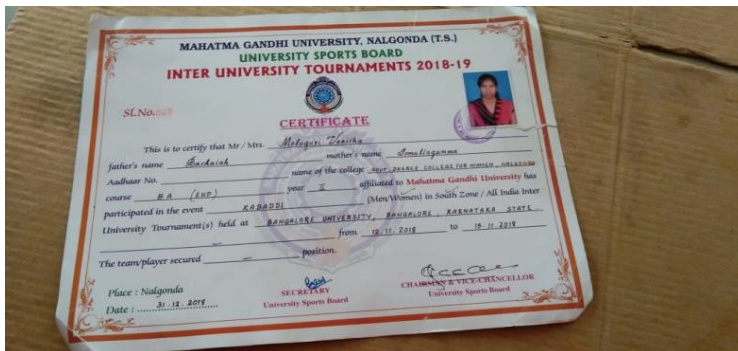 MAHATMA GANDHI UNIVERSITY, NALGONDA (T.S.)
UNIVERSITY SPORTS BOARD
INTER UNIVERSITY TOURNAMENTS 2018-19
Sl.No.
CERTIFICATE
This is to certify that Mr / Mrs. Moluguri Vanisha
father's name Bachaiah mother's name
Aadhaar No. name of the college GOVT DEGREE COLLEGE FOR WOMEN, NALGONDA
course BA (EHP) year II affiliated to Mahatma Gandhi University has
participated in the event KABADDI (Men/Women) in South Zone / All India Inter
University Tournament(s) held at BANGALORE UNIVERSITY, BANGALORE, KARNATAKA STATE
from 12.11.2018 to 15.11.2018
The team/player secured position.
Place : Nalgonda
Date : 31.12.2018
SECRETARY
University Sports Board
CHAIRMAN & VICE-CHANCELLOR
University Sports Board